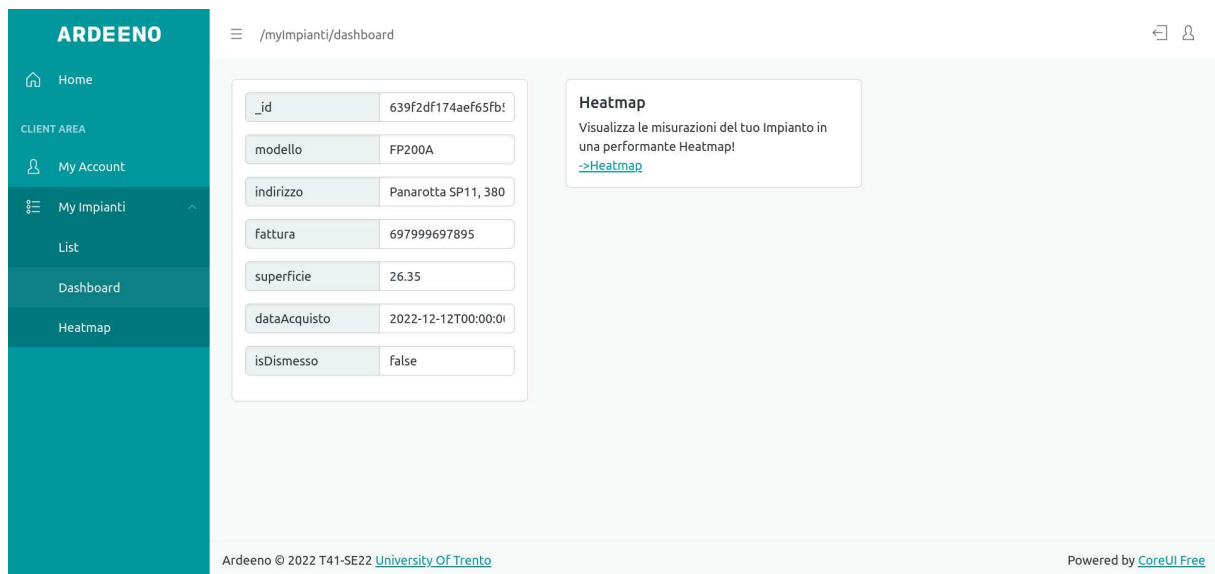 ARDEENO
/myImpianti/dashboard
Home
CLIENT AREA
My Account
My Impianti
List
Dashboard
Heatmap
_id 639f2df174aef65fb
modello FP200A
indirizzo Panarotta SP11, 380
fattura 697999697895
superficie 26.35
dataAcquisto 2022-12-12T00:00:0
isDismesso false
Heatmap
Visualizza le misurazioni del tuo Impianto in
una performante Heatmap!
->Heatmap
Ardeeno © 2022 T41-SE22 University Of Trento
Powered by CoreUI Free